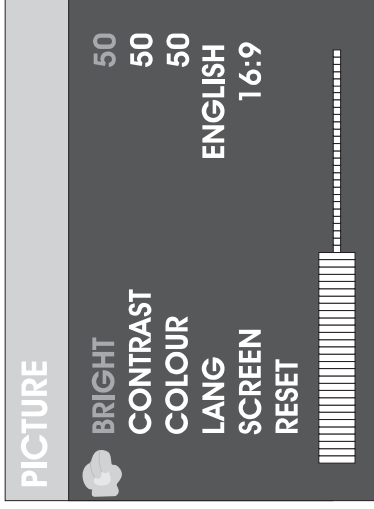 PICTURE
BRIGHT 50
CONTRAST 50
COLOUR 50
LANG ENGLISH
SCREEN 16:9
RESET